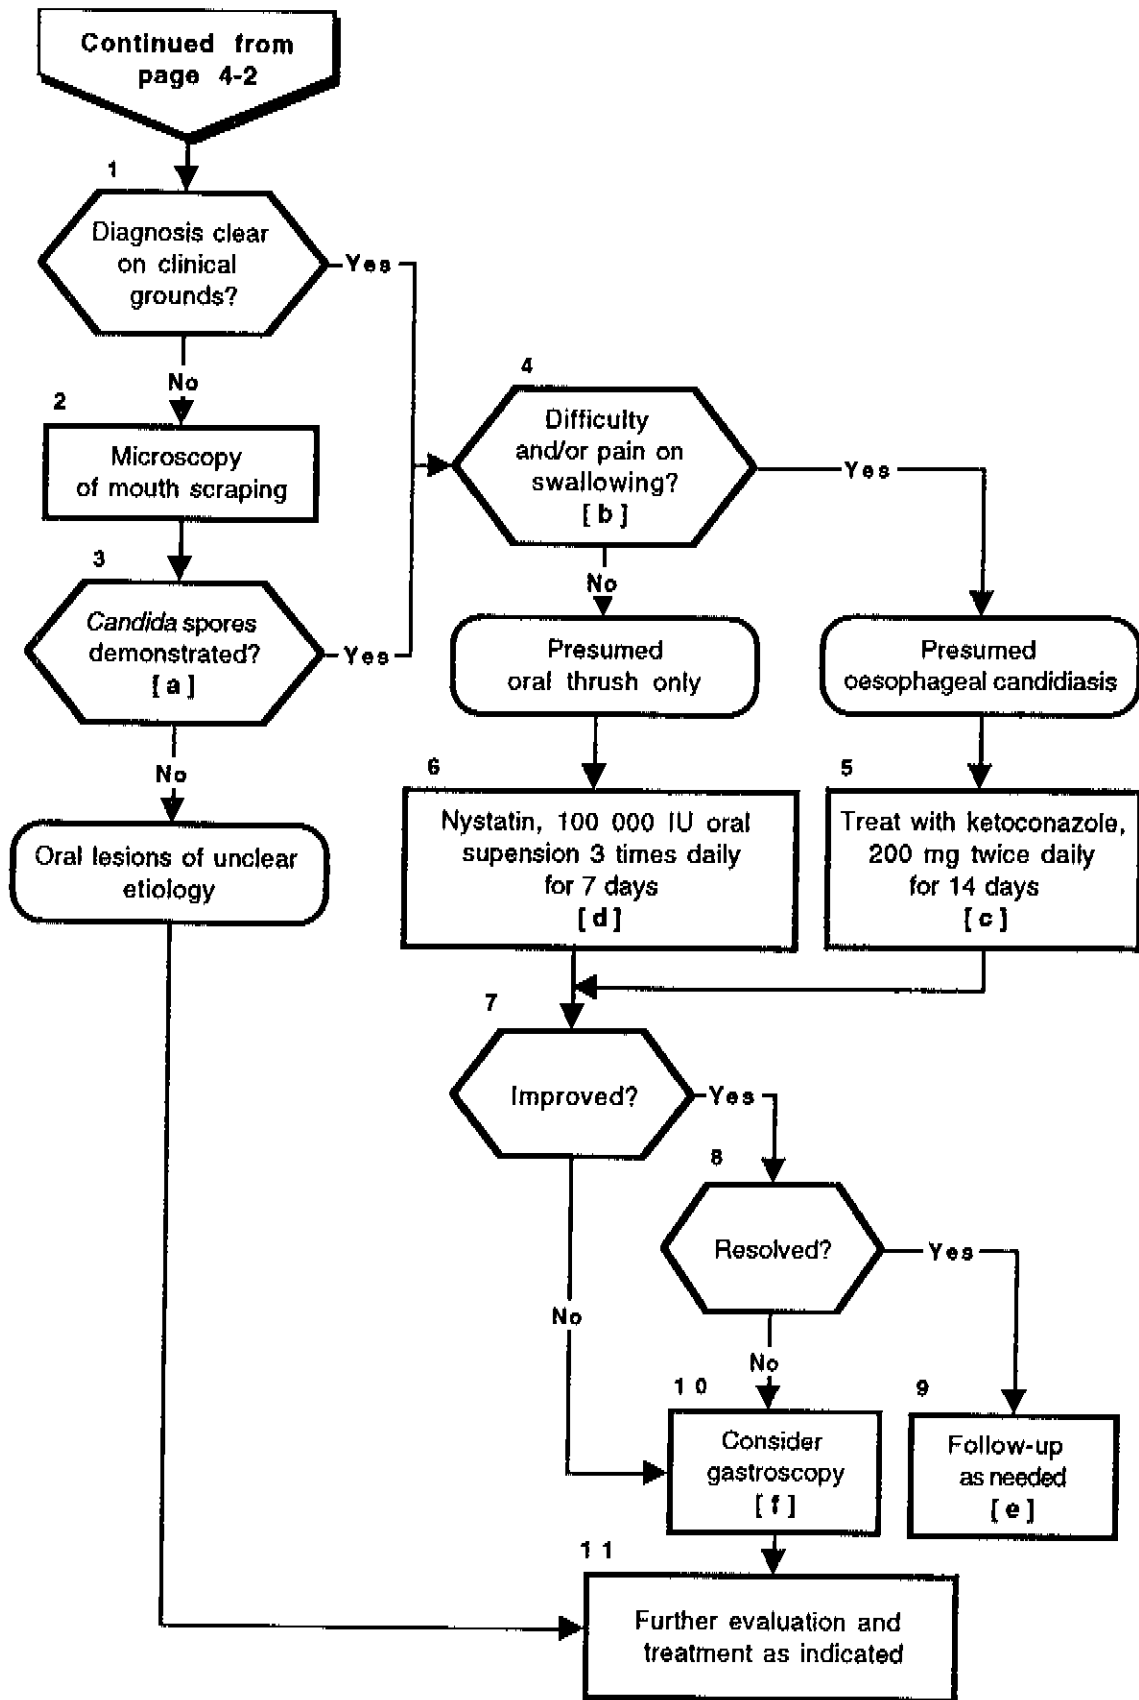 Continued from
page 4-2
1
Diagnosis clear
on clinical
grounds?
Yes
No
2
Microscopy
of mouth scraping
3
Candida spores
demonstrated?
[a]
Yes
No
Oral lesions of unclear
etiology
4
Difficulty
and/or pain on
swallowing?
[b]
Yes
No
Presumed
oral thrush only
Presumed
oesophageal candidiasis
6
Nystatin, 100 000 IU oral
supension 3 times daily
for 7 days
[d]
5
Treat with ketoconazole,
200 mg twice daily
for 14 days
[c]
7
Improved?
Yes
No
8
Resolved?
Yes
No
10
Consider
gastroscopy
[f]
9
Follow-up
as needed
[e]
11
Further evaluation and
treatment as indicated